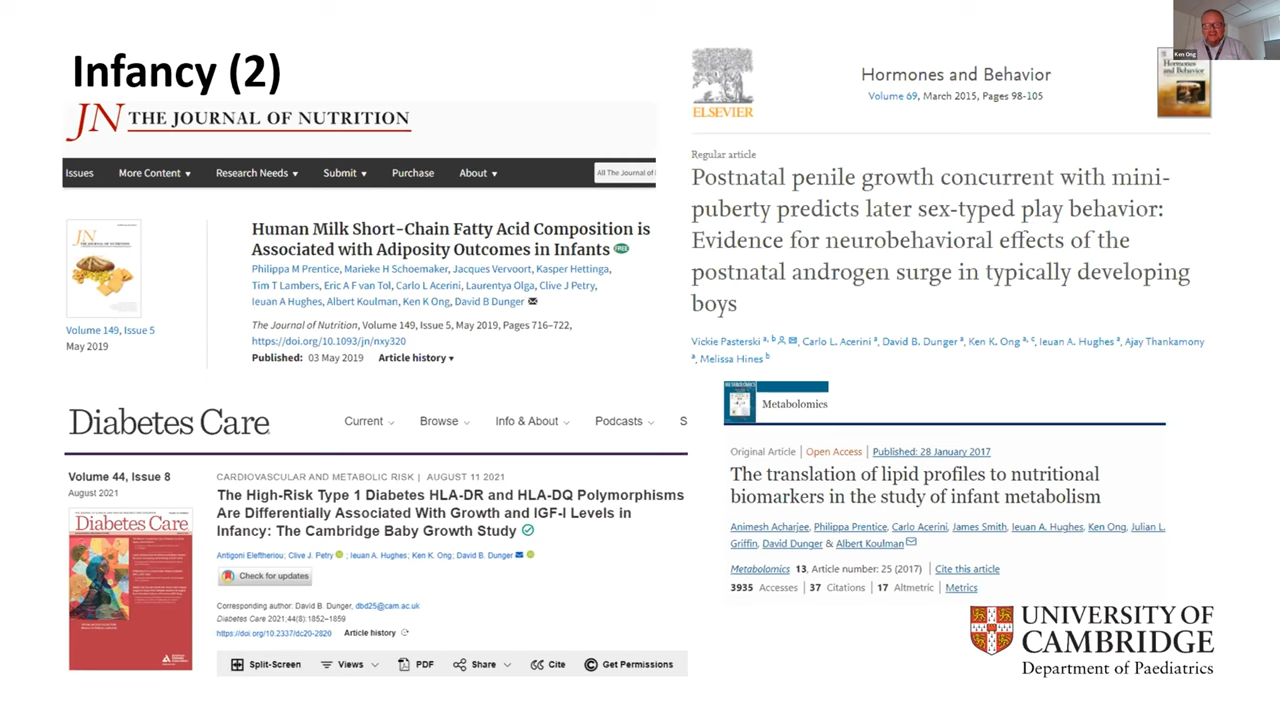 Infancy (2)
JN THE JOURNAL OF NUTRITION
Issues More Content ▾ Research Needs ▾ Submit ▾ Purchase About ▾ All The Journal of
JN
Volume 149, Issue 5
May 2019
Human Milk Short-Chain Fatty Acid Composition is
Associated with Adiposity Outcomes in Infants FREE
Philippa M Prentice, Marieke H Schoemaker, Jacques Vervoort, Kasper Hettinga,
Tim T Lambers, Eric A F van Tol, Carlo L Acerini, Laurentya Olga, Clive J Petry,
Ieuan A Hughes, Albert Koulman, Ken K Ong, David B Dunger
The Journal of Nutrition, Volume 149, Issue 5, May 2019, Pages 716–722,
https://doi.org/10.1093/jn/nxy320
Published: 03 May 2019 Article history ▾
Ken Ong
ELSEVIER
Hormones and Behavior
Volume 69, March 2015, Pages 98-105
Hormones
and Behavior
Regular article
Postnatal penile growth concurrent with mini-
puberty predicts later sex-typed play behavior:
Evidence for neurobehavioral effects of the
postnatal androgen surge in typically developing
boys
Vickie Pasterski a, b, Carlo L. Acerini a, David B. Dunger a, Ken K. Ong a, c, Ieuan A. Hughes a, Ajay Thankamony
a, Melissa Hines b
Diabetes Care
Current Browse Info & About Podcasts S
Volume 44, Issue 8
August 2021
Diabetes Care
American
Diabetes
Association
CARDIOVASCULAR AND METABOLIC RISK | AUGUST 11 2021
The High-Risk Type 1 Diabetes HLA-DR and HLA-DQ Polymorphisms
Are Differentially Associated With Growth and IGF-I Levels in
Infancy: The Cambridge Baby Growth Study
Antigoni Eleftheriou; Clive J. Petry; Ieuan A. Hughes; Ken K. Ong; David B. Dunger
Check for updates
Corresponding author: David B. Dunger, dbd25@cam.ac.uk
Diabetes Care 2021;44(8):1852–1859
https://doi.org/10.2337/dc20-2820 Article history
Split-Screen Views PDF Share Cite Get Permissions
Metabolomics
Original Article | Open Access | Published: 28 January 2017
The translation of lipid profiles to nutritional
biomarkers in the study of infant metabolism
Animesh Acharjee, Philippa Prentice, Carlo Acerini, James Smith, Ieuan A. Hughes, Ken Ong, Julian L.
Griffin, David Dunger & Albert Koulman
Metabolomics 13, Article number: 25 (2017) | Cite this article
3935 Accesses | 37 Citations | 17 Altmetric | Metrics
UNIVERSITY OF
CAMBRIDGE
Department of Paediatrics